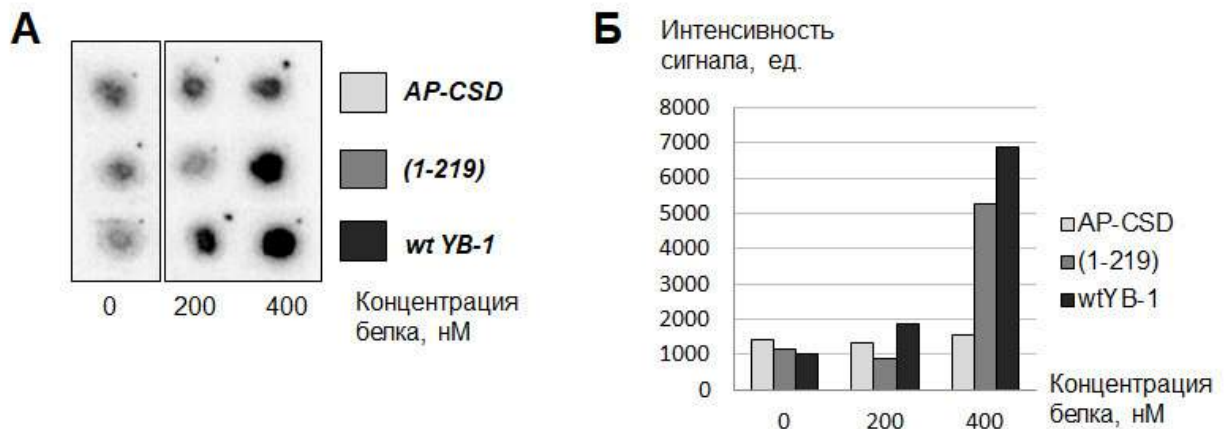 А
AP-CSD
(1-219)
wt YB-1
0 200 400
Концентрация
белка, нМ
Б
Интенсивность
сигнала, ед.
8000
7000
6000
5000
4000
3000
2000
1000
0
0 200 400
AP-CSD
(1-219)
wtYB-1
Концентрация
белка, нМ